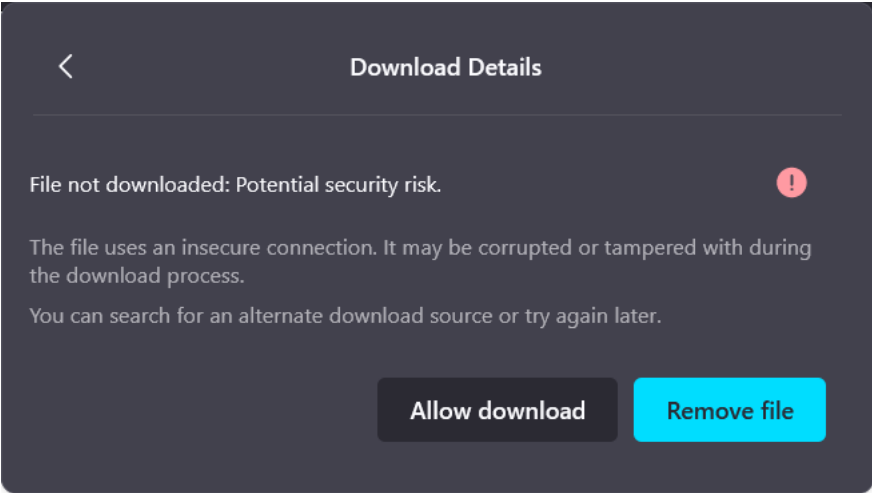 Download Details
File not downloaded: Potential security risk.
The file uses an insecure connection. It may be corrupted or tampered with during
the download process.
You can search for an alternate download source or try again later.
Allow download
Remove file